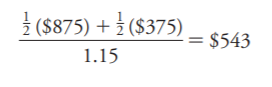 ½ ($875) + ½ ($375)
1.15
= $543